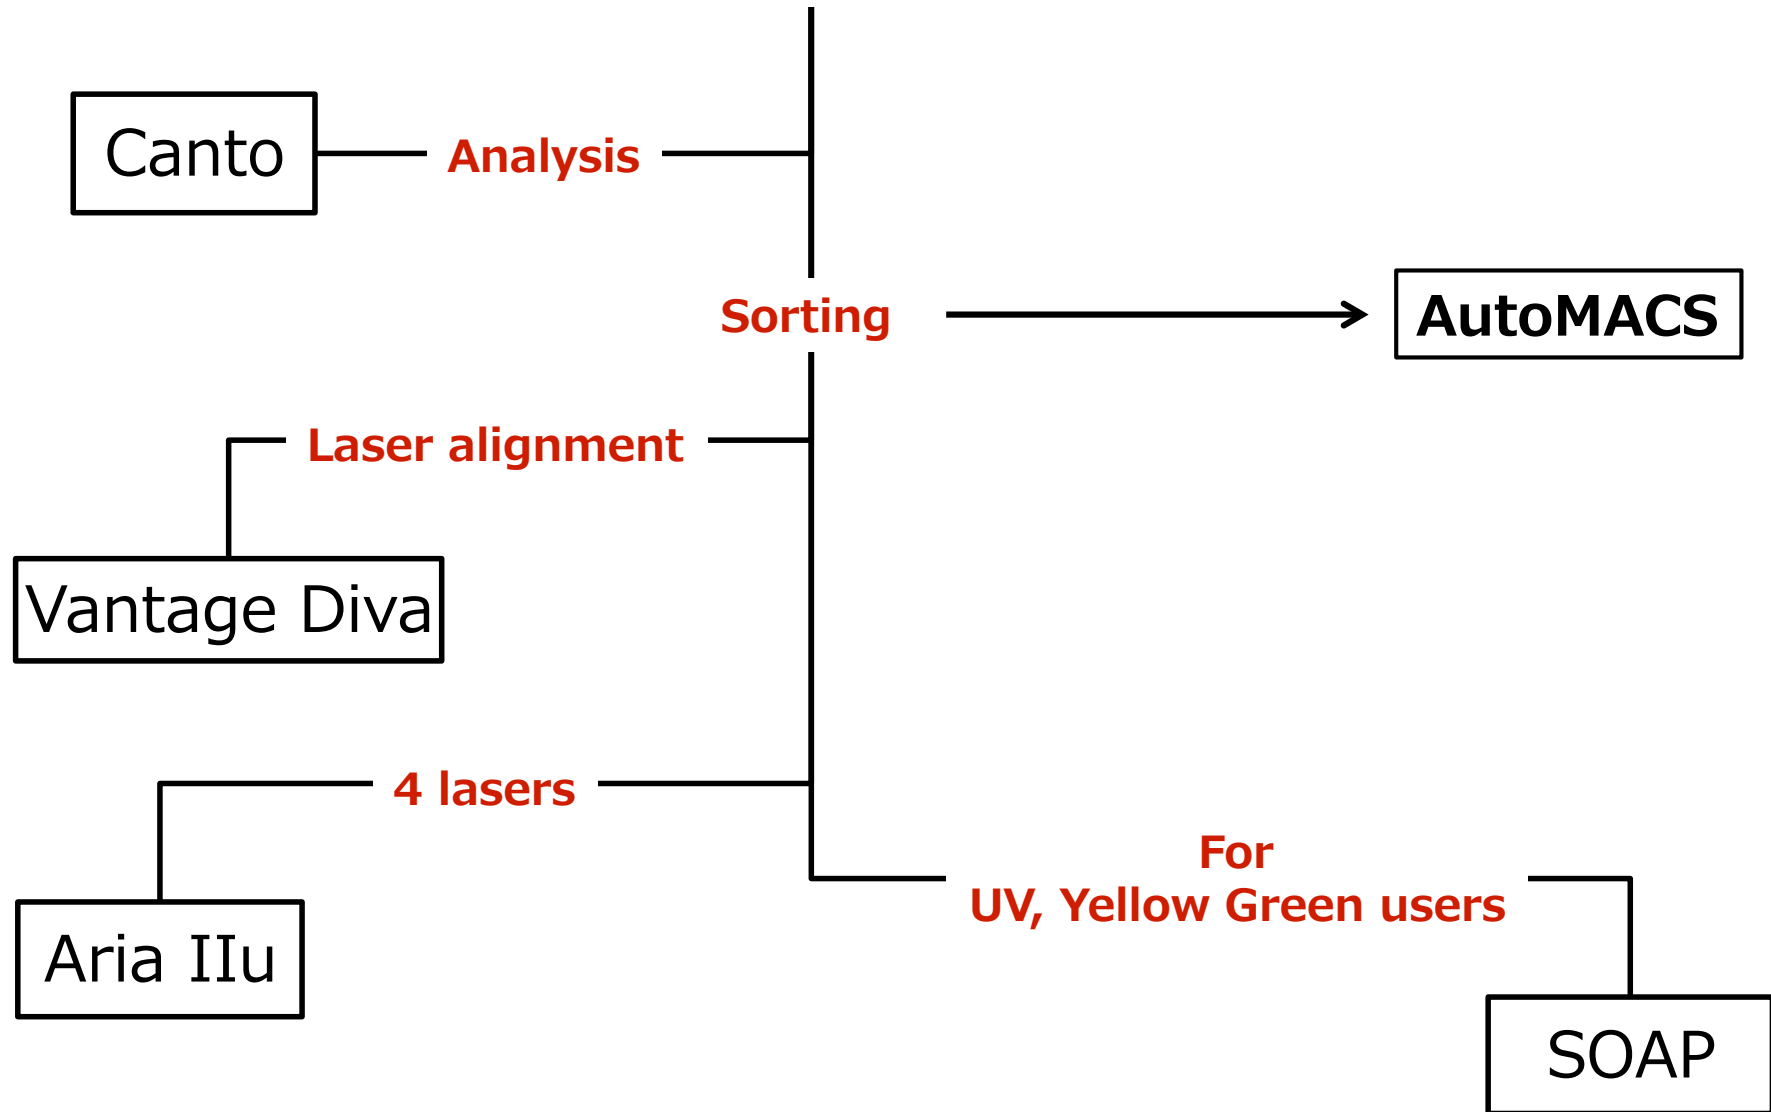 Canto
Analysis
Sorting
AutoMACS
Laser alignment
Vantage Diva
4 lasers
For
UV, Yellow Green users
Aria IIu
SOAP